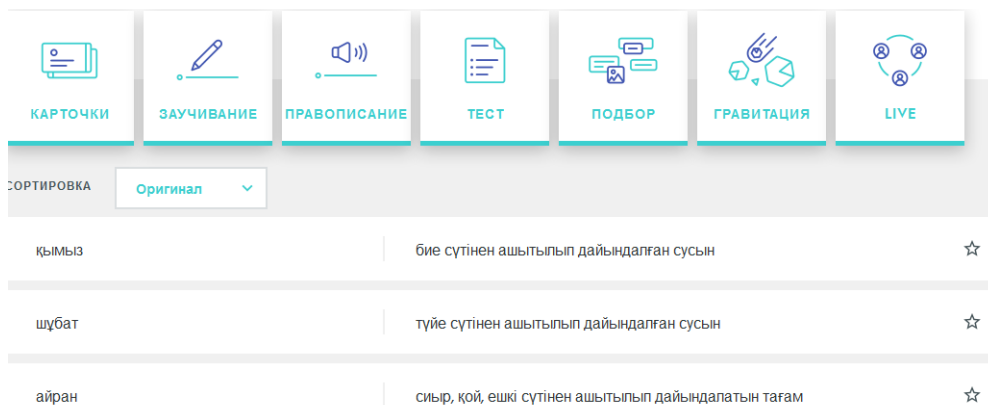 КАРТОЧКИ
ЗАУЧИВАНИЕ
ПРАВОПИСАНИЕ
ТЕСТ
ПОДБОР
ГРАВИТАЦИЯ
LIVE
СОРТИРОВКА Оригинал
қымыз бие сүтінен ашытылып дайындалған сусын
шұбат түйе сүтінен ашытылып дайындалған сусын
айран сиыр, қой, ешкі сүтінен ашытылып дайындалатын тағам